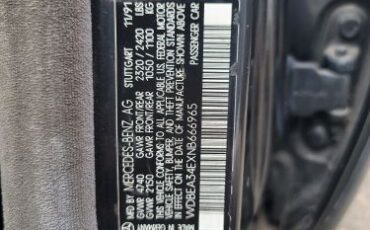 MADE IN GERMANY
MFD. BY MERCEDES-BENZ, AG STUTTGART 11/91
GVWR 4740 GAWR FRONT/REAR 2320 / 2420 LBS
GVWR 2150 GAWR FRONT/REAR 1050 / 1100 KG
THIS VEHICLE CONFORMS TO ALL APPLICABLE U.S. FEDERAL MOTOR
VEHICLE SAFETY, BUMPER, AND THEFT PREVENTION STANDARDS
IN EFFECT ON THE DATE OF MANUFACTURE SHOWN ABOVE
WDBEA34EXNB666965 PASSENGER CAR